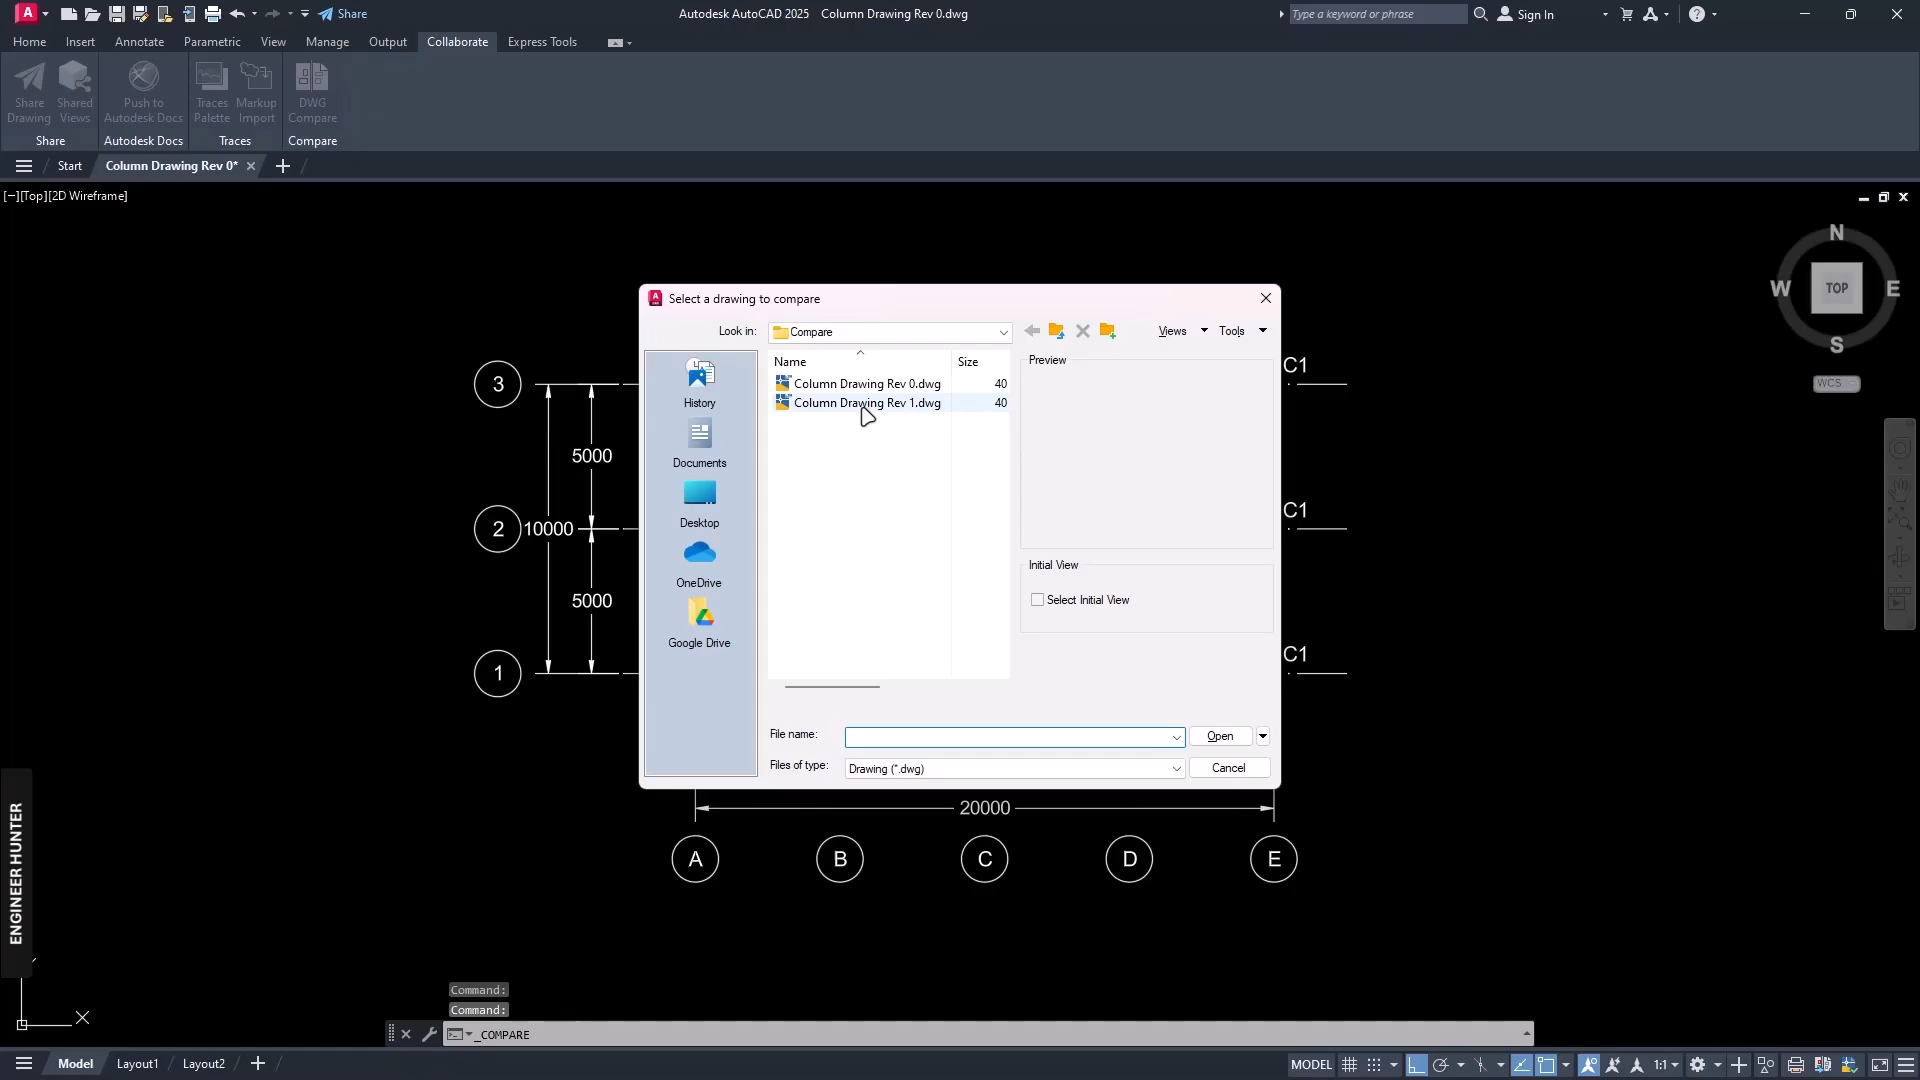 Share
Autodesk AutoCAD 2025 Column Drawing Rev 0.dwg
Type a keyword or phrase
Sign In
Home Insert Annotate Parametric View Manage Output Collaborate Express Tools
Share Drawing
Shared Views
Push to Autodesk Docs
Traces Palette
Markup Import
DWG Compare
Share Autodesk Docs Traces Compare
Start Column Drawing Rev 0*
[−][Top][2D Wireframe]
N
W TOP E
S
WCS
Select a drawing to compare
Look in: Compare Views Tools
Name Size Preview
Column Drawing Rev 0.dwg 40
Column Drawing Rev 1.dwg 40
History
Documents
Desktop
OneDrive
Google Drive
Initial View
Select Initial View
File name: Open
Files of type: Drawing (*.dwg) Cancel
3 C1
5000
2 10000 C1
5000
1 C1
20000
A B C D E
ENGINEER HUNTER
X
Command:
Command:
_COMPARE
Model Layout1 Layout2
MODEL 1:1